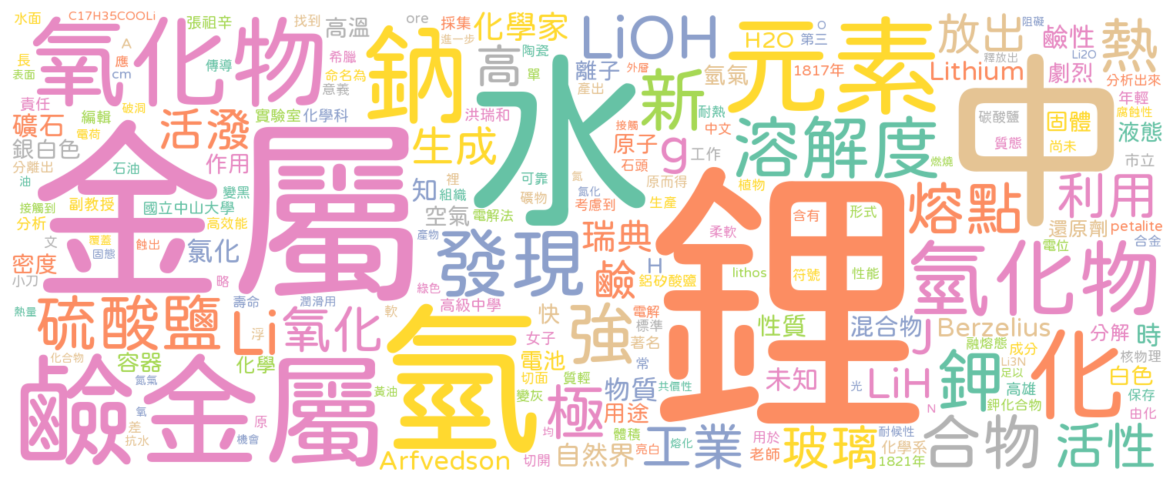 水面
C17H35COOLi
張祖辛
找到
高溫
ore
採集
進一步
化學家
陶瓷
LiOH
H2O
O
第三
放出
鹼性
阻礙
Li2O
熱
長
表面
A
cm
應
傳導
氧化物
希臘
命名為
意義
鈉
高
單
產出
離子
外層
氫氣
元素
1817年
Lithium
劇烈
釋放出
分析出來
年輕
腐蝕性
責任
編輯
破洞
電荷
實驗室
化學科
洪瑞和
水
新
耐熱
中文
接觸
原子
石頭
碳酸鹽
中
固體
尚未
液態
質態
市立
礦石
活潑
銀白色
作用
生成
g
工作
溶解度
燃燒
分離出
油
石油
變黑
知
組織
裡
可靠
氮
氮化
考慮到
原而得
礦物
生產
植物
含有
形式
熔點
利用
接觸到
副教授
國立中山大學
空氣
電解法
分析
覆蓋
固態
高效能
蝕出
金屬
產物
發現
瑞典
柔軟
還原劑
petalite
電位
合金
文
氯化
H
鹼
鋁矽酸鹽
lithos
符號
性能
密度
小刀
略
綠色
氫化物
熱量
壽命
潤滑用
浮
軟
高級中學
硫酸鹽
Li
氧化
快
強
電解
標準
鋰
性質
混合物
J
Berzelius
分解
時
女子
著名
融熔態
成分
Li3N
足以
核物理
化合物
容器
化學
氫
電池
常
切面
質輕
未知
LiH
鉀
高雄
化
白色
氮氣
黃油
變灰
物質
共價性
光
N
鉀化合物
保存
由化
鹼金屬
氧
差
抗水
原
機會
極
用途
體積
均
切開
Arfvedson
自然界
亮白
熔化
工業
用於
老師
玻璃
耐候性
化學系
1821年
合物
活性